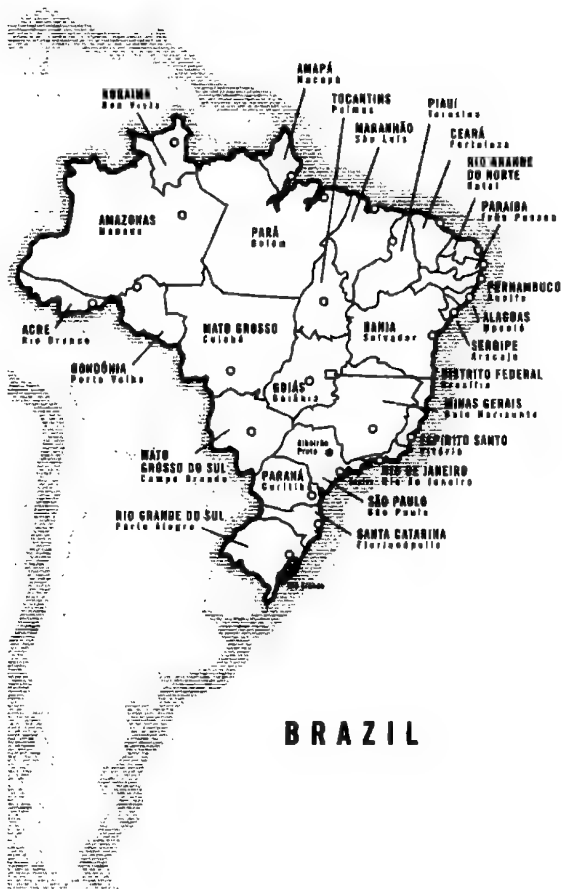 AMAPÁ
Macapá
TOCANTINS
Palmas
PIAUÍ
Teresina
RORAIMA
Boa Vista
MARANHÃO
São Luís
CEARÁ
Fortaleza
RIO GRANDE
DO NORTE
Natal
PARAÍBA
João Pessoa
AMAZONAS
Manaus
PARÁ
Belém
PERNAMBUCO
Recife
ALAGOAS
Maceió
ACRE
Rio Branco
MATO GROSSO
Cuiabá
BAHIA
Salvador
SERGIPE
Aracaju
RONDÔNIA
Porto Velho
GOIÁS
Goiânia
DISTRITO FEDERAL
Brasília
MINAS GERAIS
Belo Horizonte
Ribeirão
Preto
ESPÍRITO SANTO
Vitória
MATO
GROSSO DO SUL
Campo Grande
PARANÁ
Curitiba
RIO DE JANEIRO
Rio de Janeiro
SÃO PAULO
São Paulo
RIO GRANDE DO SUL
Porto Alegre
SANTA CATARINA
Florianópolis
BRAZIL